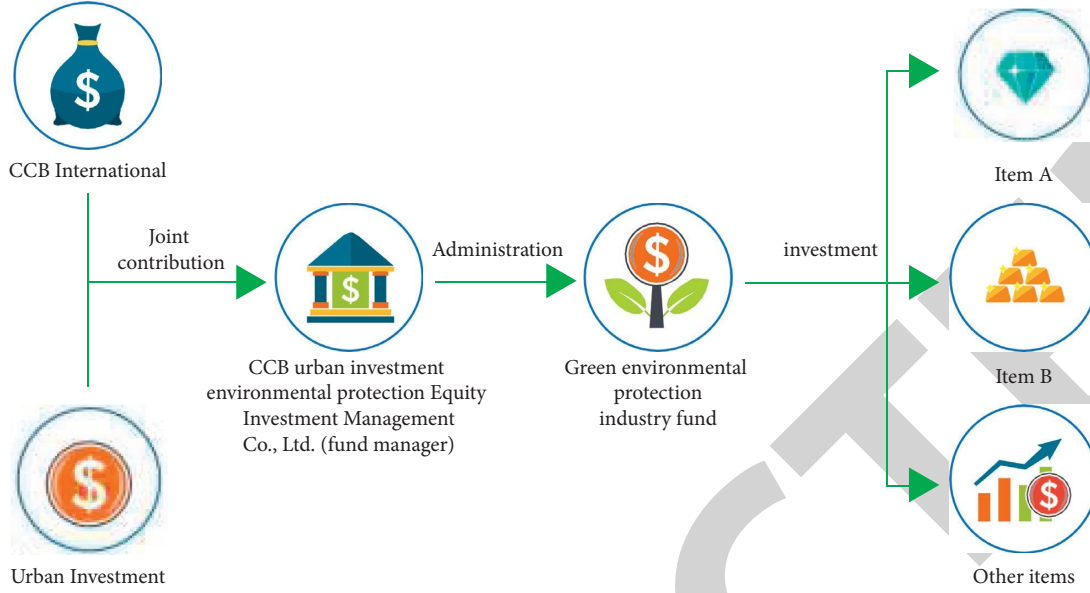 CCB International
Joint
contribution
Urban Investment
$
$
$
CCB urban investment
environmental protection Equity
Investment Management
Co., Ltd. (fund manager)
Administration
$
Green environmental
protection
industry fund
investment
Item A
Item B
$
Other items